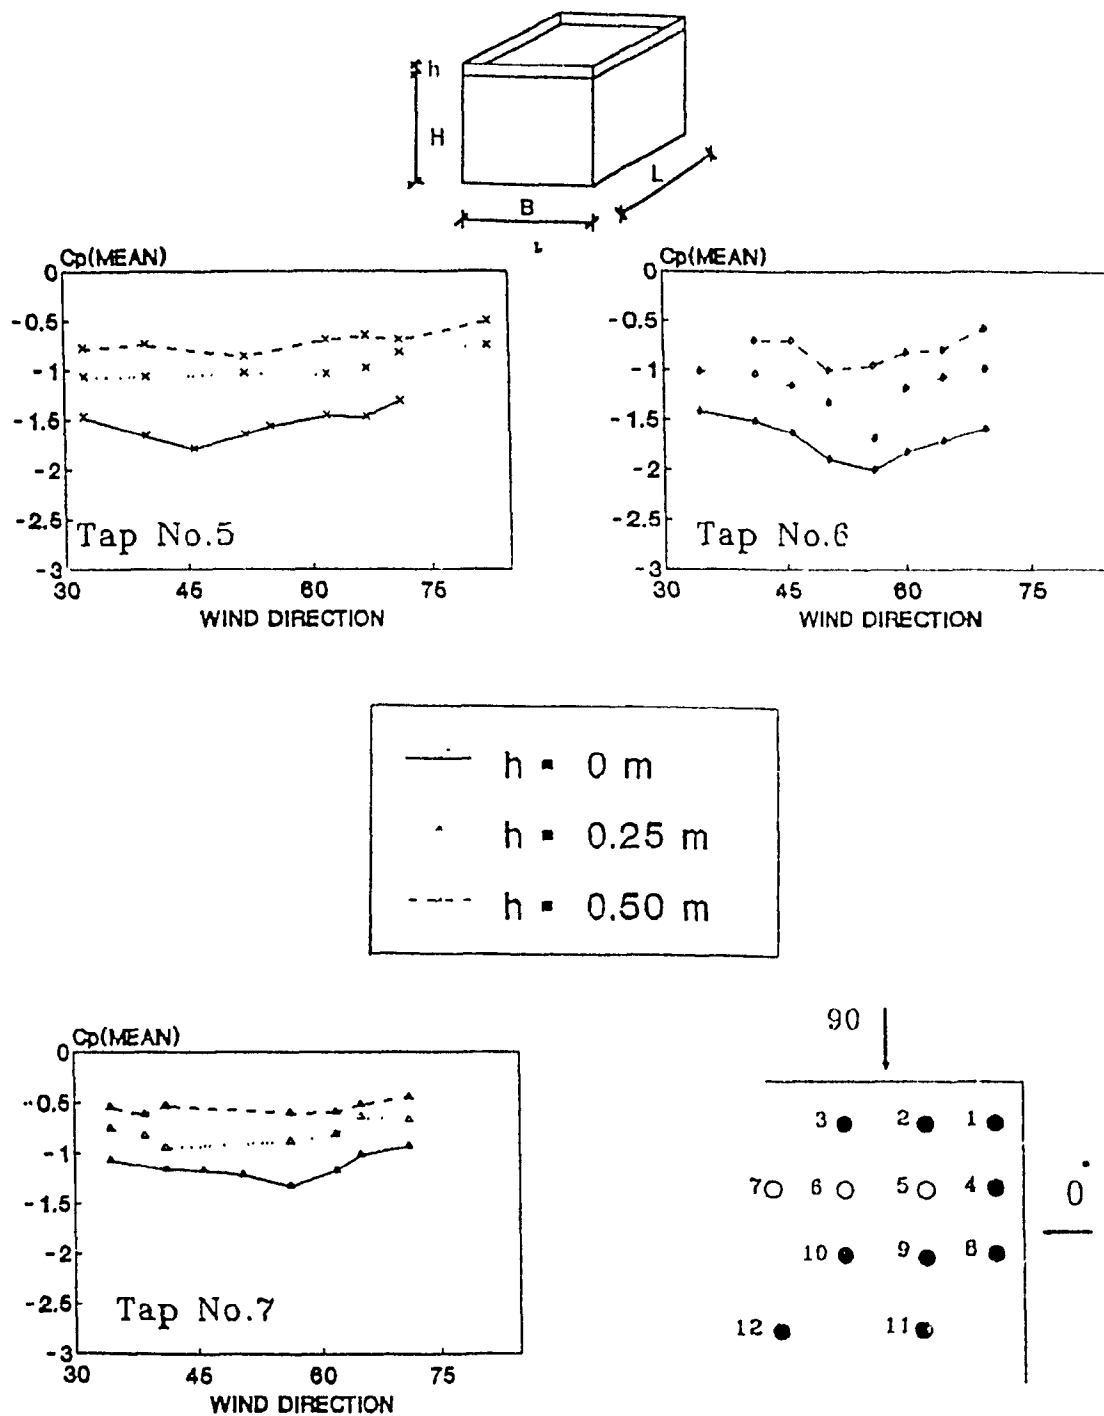 h
H
L
B
Cp(MEAN)
0
-0.5
-1
-1.5
-2
-2.5
-3
30 45 60 75
WIND DIRECTION
Tap No.5
Cp(MEAN)
0
-0.5
-1
-1.5
-2
-2.5
-3
30 45 60 75
WIND DIRECTION
Tap No.6
h = 0 m
h = 0.25 m
h = 0.50 m
Cp(MEAN)
0
-0.5
-1
-1.5
-2
-2.5
-3
30 45 60 75
WIND DIRECTION
Tap No.7
90
3 2 1
7 6 5 4
0
10 9 8
12 11